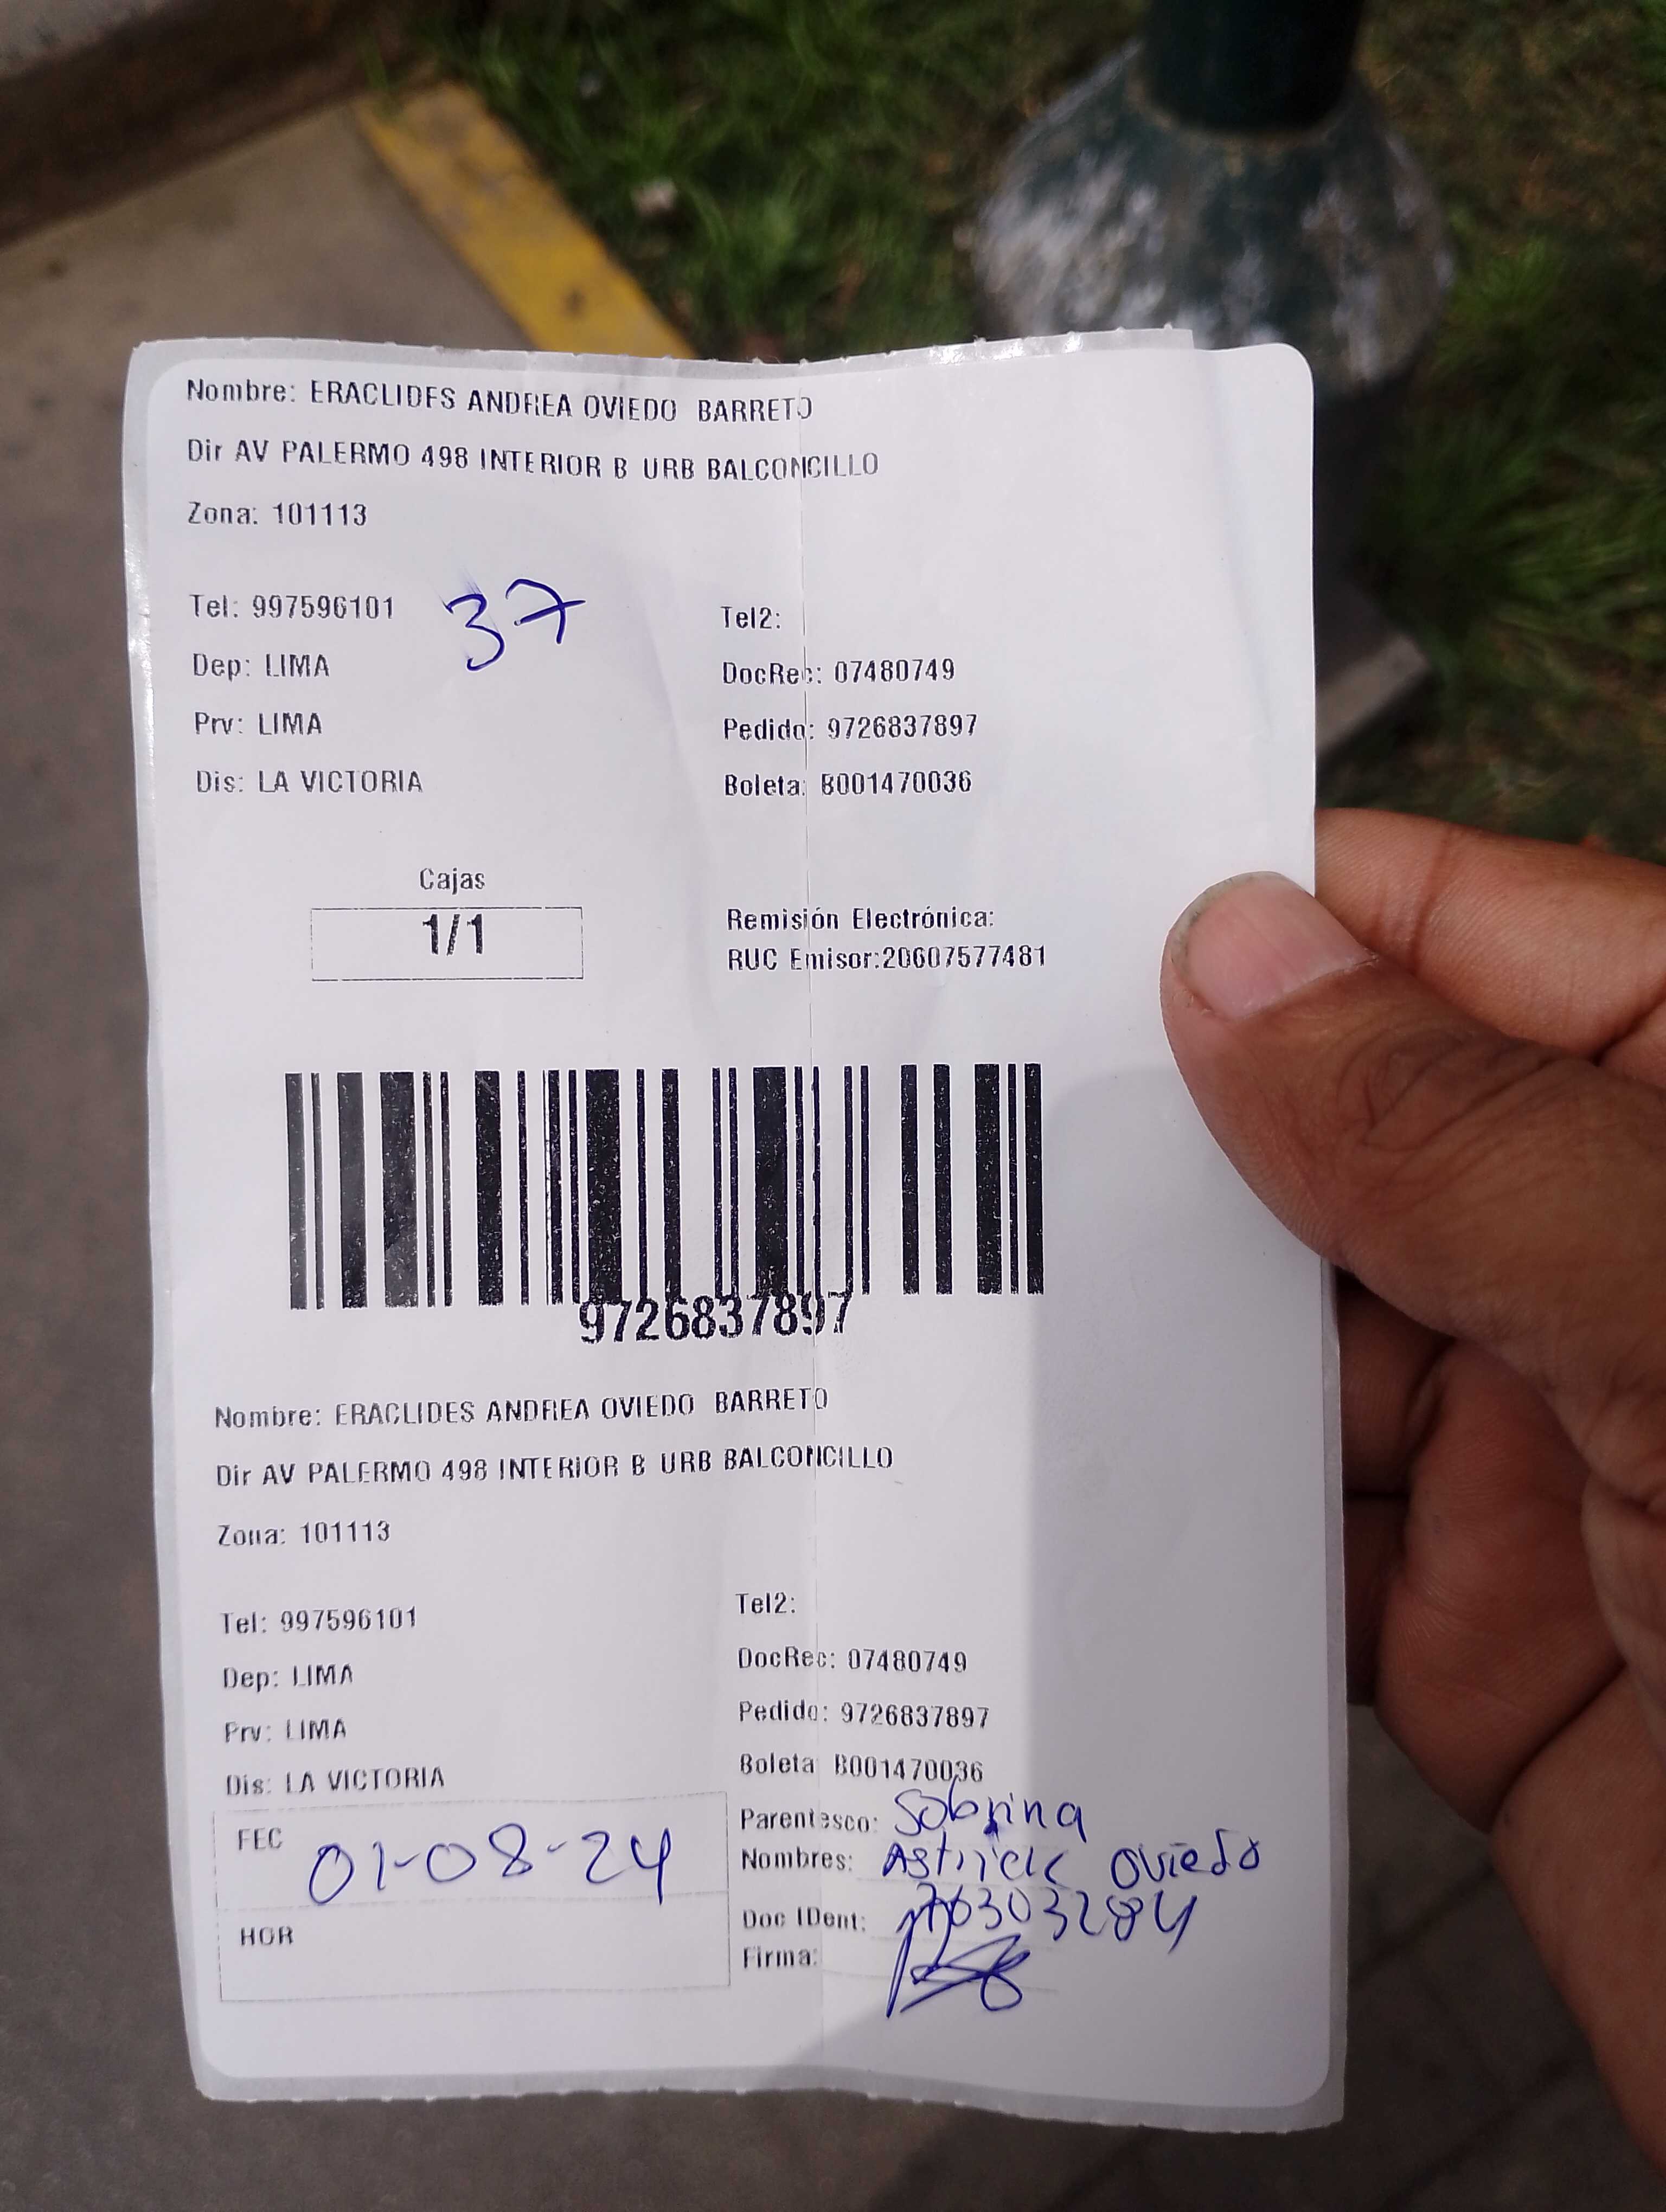 Nombre: ERACLIDES ANDREA OVIEDO BARRETO
Dir AV PALERMO 498 INTERIOR B URB BALCONCILLO
Zona: 101113
Tel: 997596101 37 Tel2:
Dep: LIMA DocRec: 07480749
Prv: LIMA Pedido: 9726837897
Dis: LA VICTORIA Boleta: B001470036
Cajas
1/1
Remisión Electrónica:
RUC Emisor:20607577481
9726837897
Nombre: ERACLIDES ANDREA OVIEDO BARRETO
Dir AV PALERMO 498 INTERIOR B URB BALCONCILLO
Zona: 101113
Tel: 997596101 Tel2:
Dep: LIMA DocRec: 07480749
Prv: LIMA Pedido: 9726837897
Dis: LA VICTORIA Boleta: B001470036
FEC 01-08-24
HOR
Parentesco: Sobrina
Nombres: Oviedo
Doc IDent:
Firma: